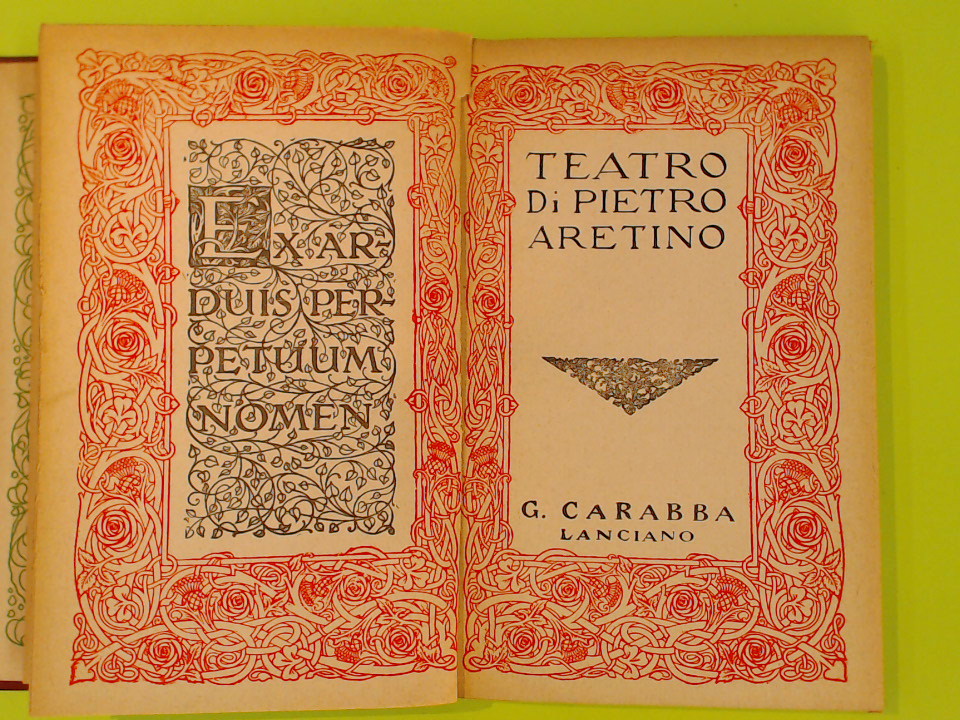 EX AR-
DUIS PER-
PETUUM
NOMEN
TEATRO
Di PIETRO
ARETINO
G. CARABBA
LANCIANO